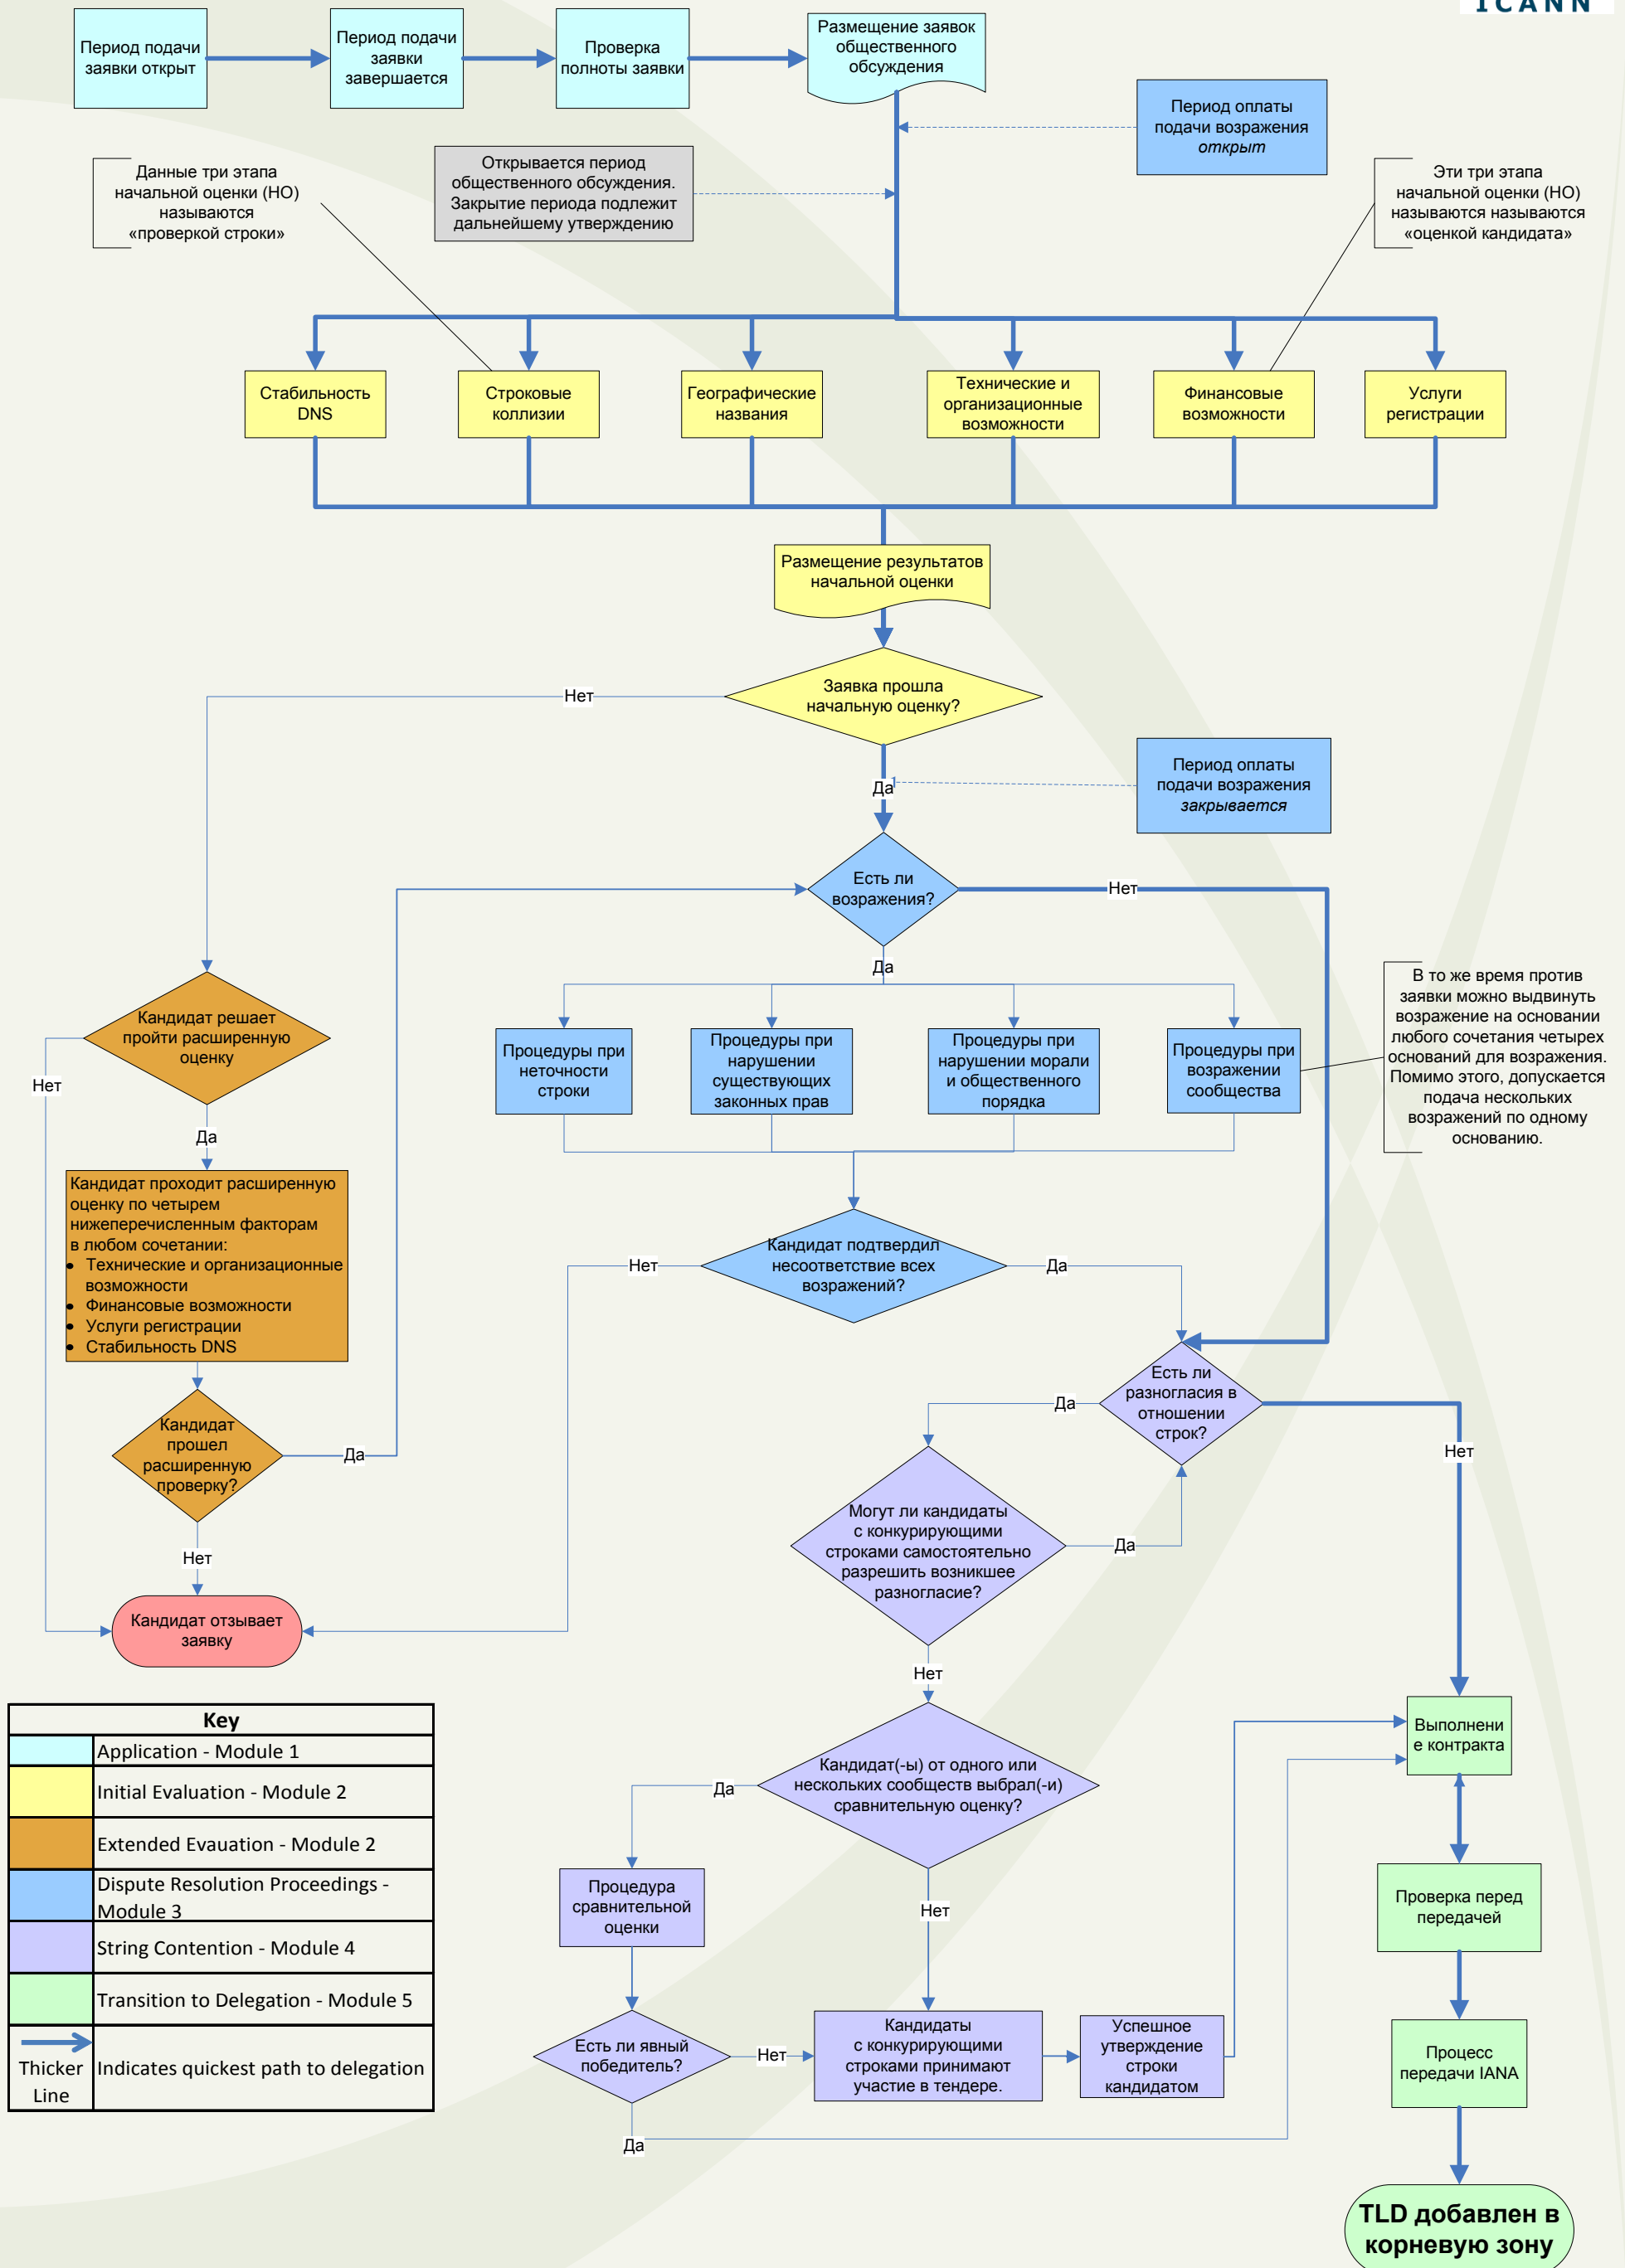 ICANN
Период подачи
заявки открыт
Период подачи
заявки
завершается
Проверка
полноты заявки
Размещение заявок
общественного
обсуждения
Период оплаты
подачи возражения
открыт
Данные три этапа
начальной оценки (НО)
называются
«проверкой строки»
Открывается период
общественного обсуждения.
Закрытие периода подлежит
дальнейшему утверждению
Эти три этапа
начальной оценки (НО)
называются называются
«оценкой кандидата»
Стабильность
DNS
Строковые
коллизии
Географические
названия
Технические и
организационные
возможности
Финансовые
возможности
Услуги
регистрации
Размещение результатов
начальной оценки
Заявка прошла
начальную оценку?
Нет
Да
Период оплаты
подачи возражения
закрывается
Есть ли
возражения?
Нет
Да
Кандидат решает
пройти расширенную
оценку
Нет
Да
Процедуры при
неточности
строки
Процедуры при
нарушении
существующих
законных прав
Процедуры при
нарушении морали
и общественного
порядка
Процедуры при
возражении
сообщества
В то же время против
заявки можно выдвинуть
возражение на основании
любого сочетания четырех
оснований для возражения.
Помимо этого, допускается
подача нескольких
возражений по одному
основанию.
Кандидат проходит расширенную
оценку по четырем
нижеперечисленным факторам
в любом сочетании:
• Технические и организационные
возможности
• Финансовые возможности
• Услуги регистрации
• Стабильность DNS
Кандидат подтвердил
несоответствие всех
возражений?
Нет
Да
Кандидат
прошел
расширенную
проверку?
Да
Нет
Есть ли
разногласия в
отношении
строк?
Да
Нет
Могут ли кандидаты
с конкурирующими
строками самостоятельно
разрешить возникшее
разногласие?
Да
Нет
Кандидат отзывает
заявку
Кандидат(-ы) от одного или
нескольких сообществ выбрал(-и)
сравнительную оценку?
Да
Нет
Выполнени
е контракта
Процедура
сравнительной
оценки
Проверка перед
передачей
Есть ли явный
победитель?
Нет
Да
Кандидаты
с конкурирующими
строками принимают
участие в тендере.
Успешное
утверждение
строки
кандидатом
Процесс
передачи IANA
TLD добавлен в
корневую зону
Key
Application - Module 1
Initial Evaluation - Module 2
Extended Evauation - Module 2
Dispute Resolution Proceedings -
Module 3
String Contention - Module 4
Transition to Delegation - Module 5
Thicker
Line
Indicates quickest path to delegation